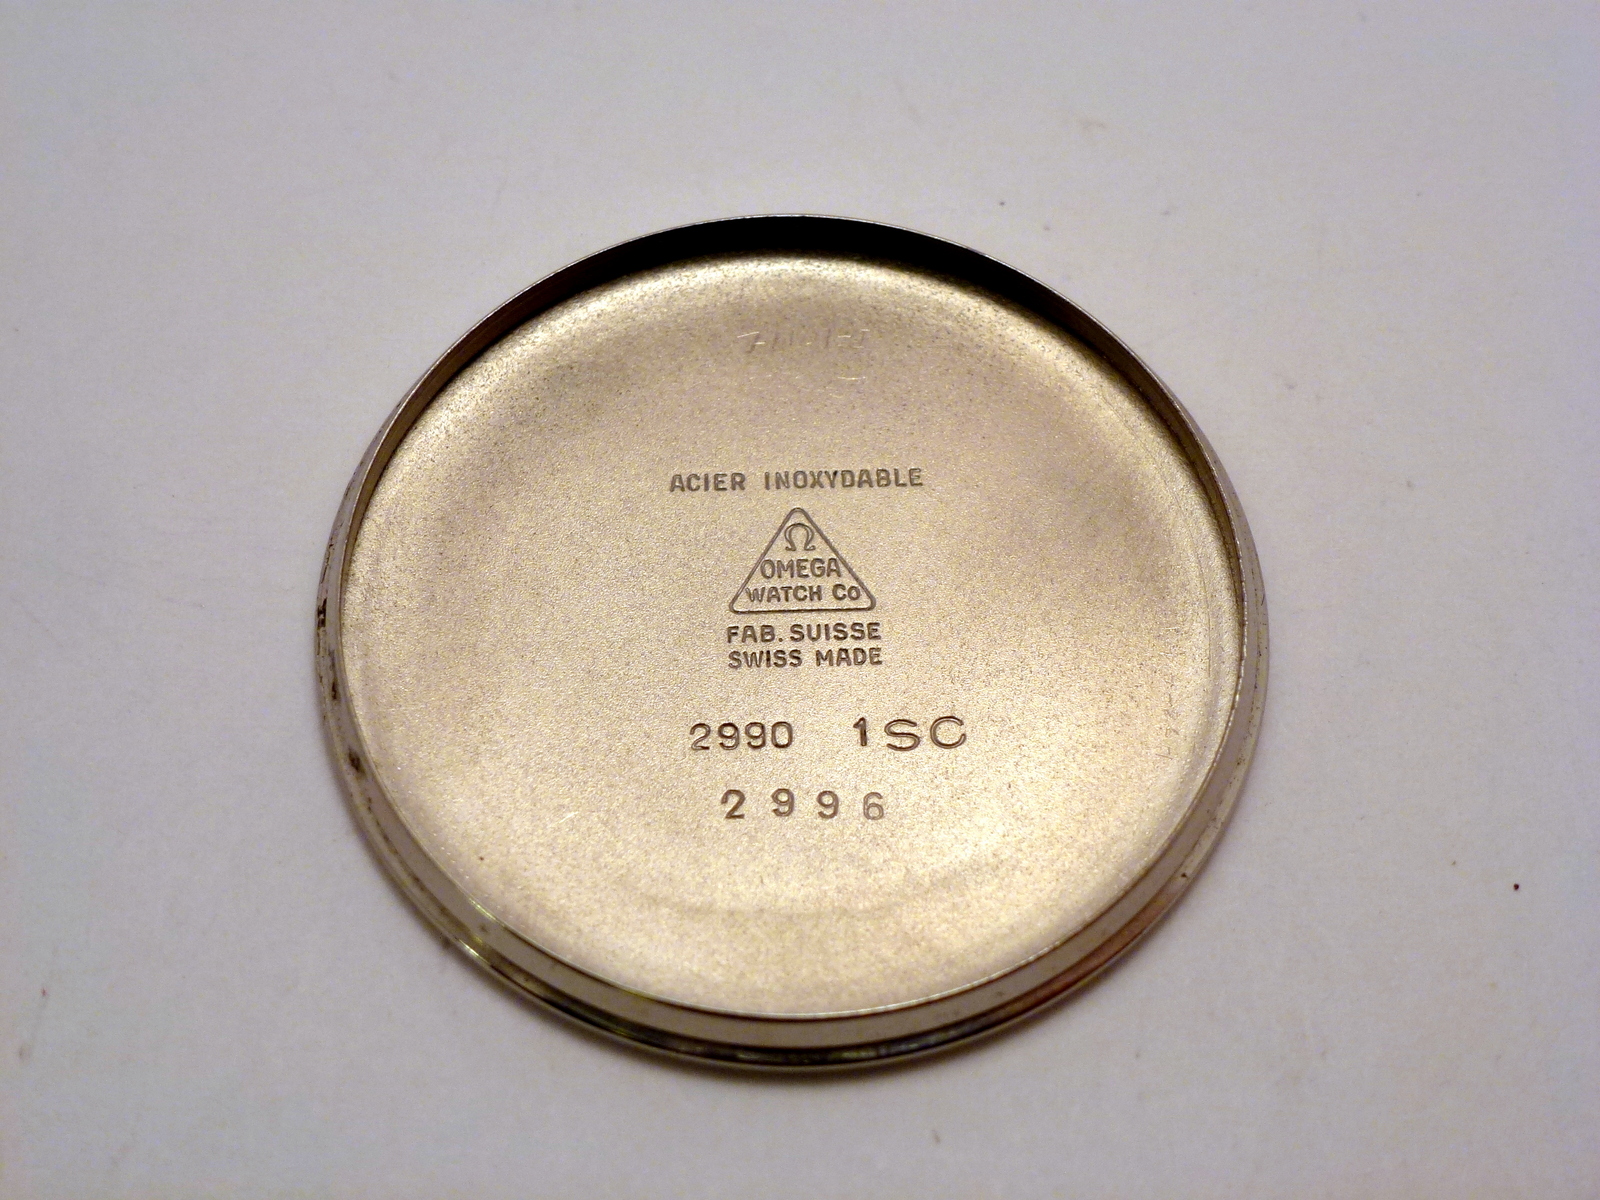 ACIER INOXYDABLE
Ω
OMEGA
WATCH Co
FAB. SUISSE
SWISS MADE
2990 1SC
2996